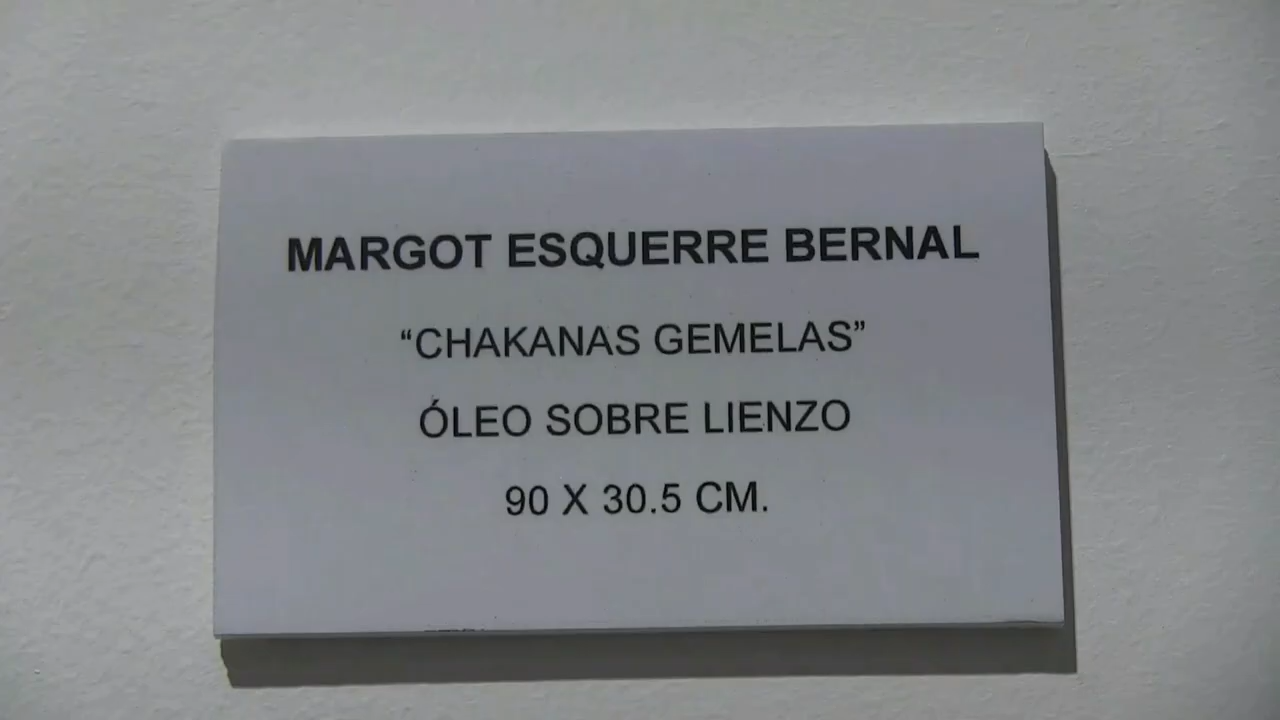 MARGOT ESQUERRE BERNAL
“CHAKANAS GEMELAS”
ÓLEO SOBRE LIENZO
90 X 30.5 CM.